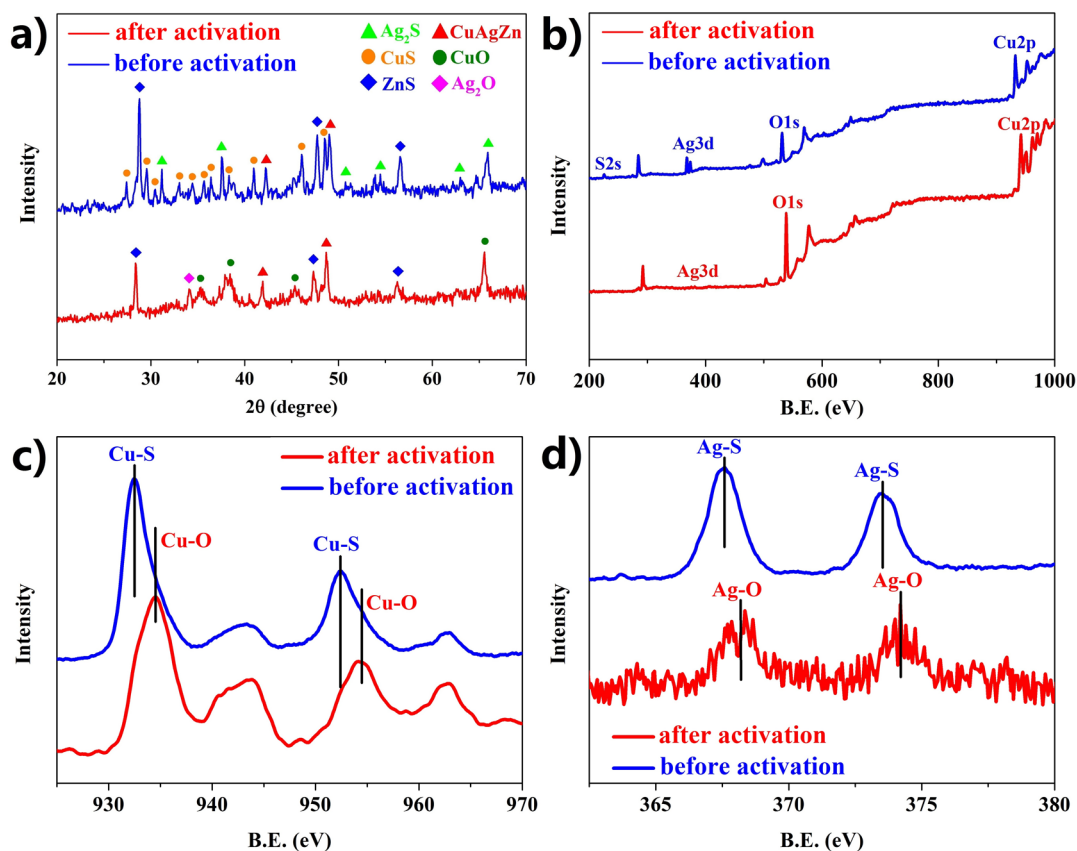 a)
after activation
before activation
Ag2S
CuAgZn
CuS
CuO
ZnS
Ag2O
Intensity
20
30
40
50
60
70
2θ (degree)
b)
after activation
before activation
Cu2p
S2s
Ag3d
O1s
Cu2p
O1s
Ag3d
Intensity
200
400
600
800
1000
B.E. (eV)
c)
after activation
before activation
Cu-S
Cu-O
Cu-S
Cu-O
Intensity
930
940
950
960
970
B.E. (eV)
d)
Ag-S
Ag-S
Ag-O
Ag-O
after activation
before activation
Intensity
365
370
375
380
B.E. (eV)